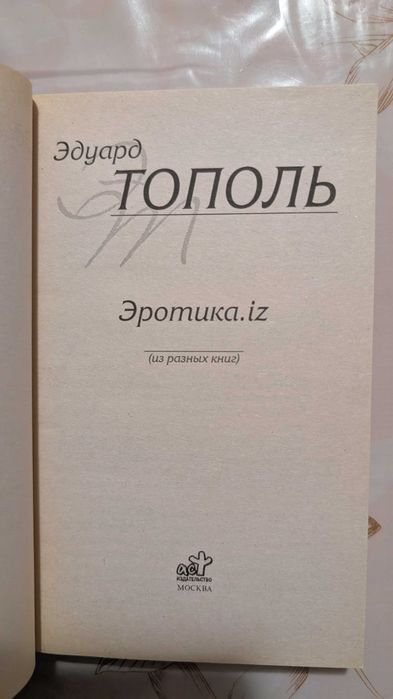 Эдуард
ТОПОЛЬ
Эротика.iz
(из разных книг)
аст
ИЗДАТЕЛЬСТВО
МОСКВА